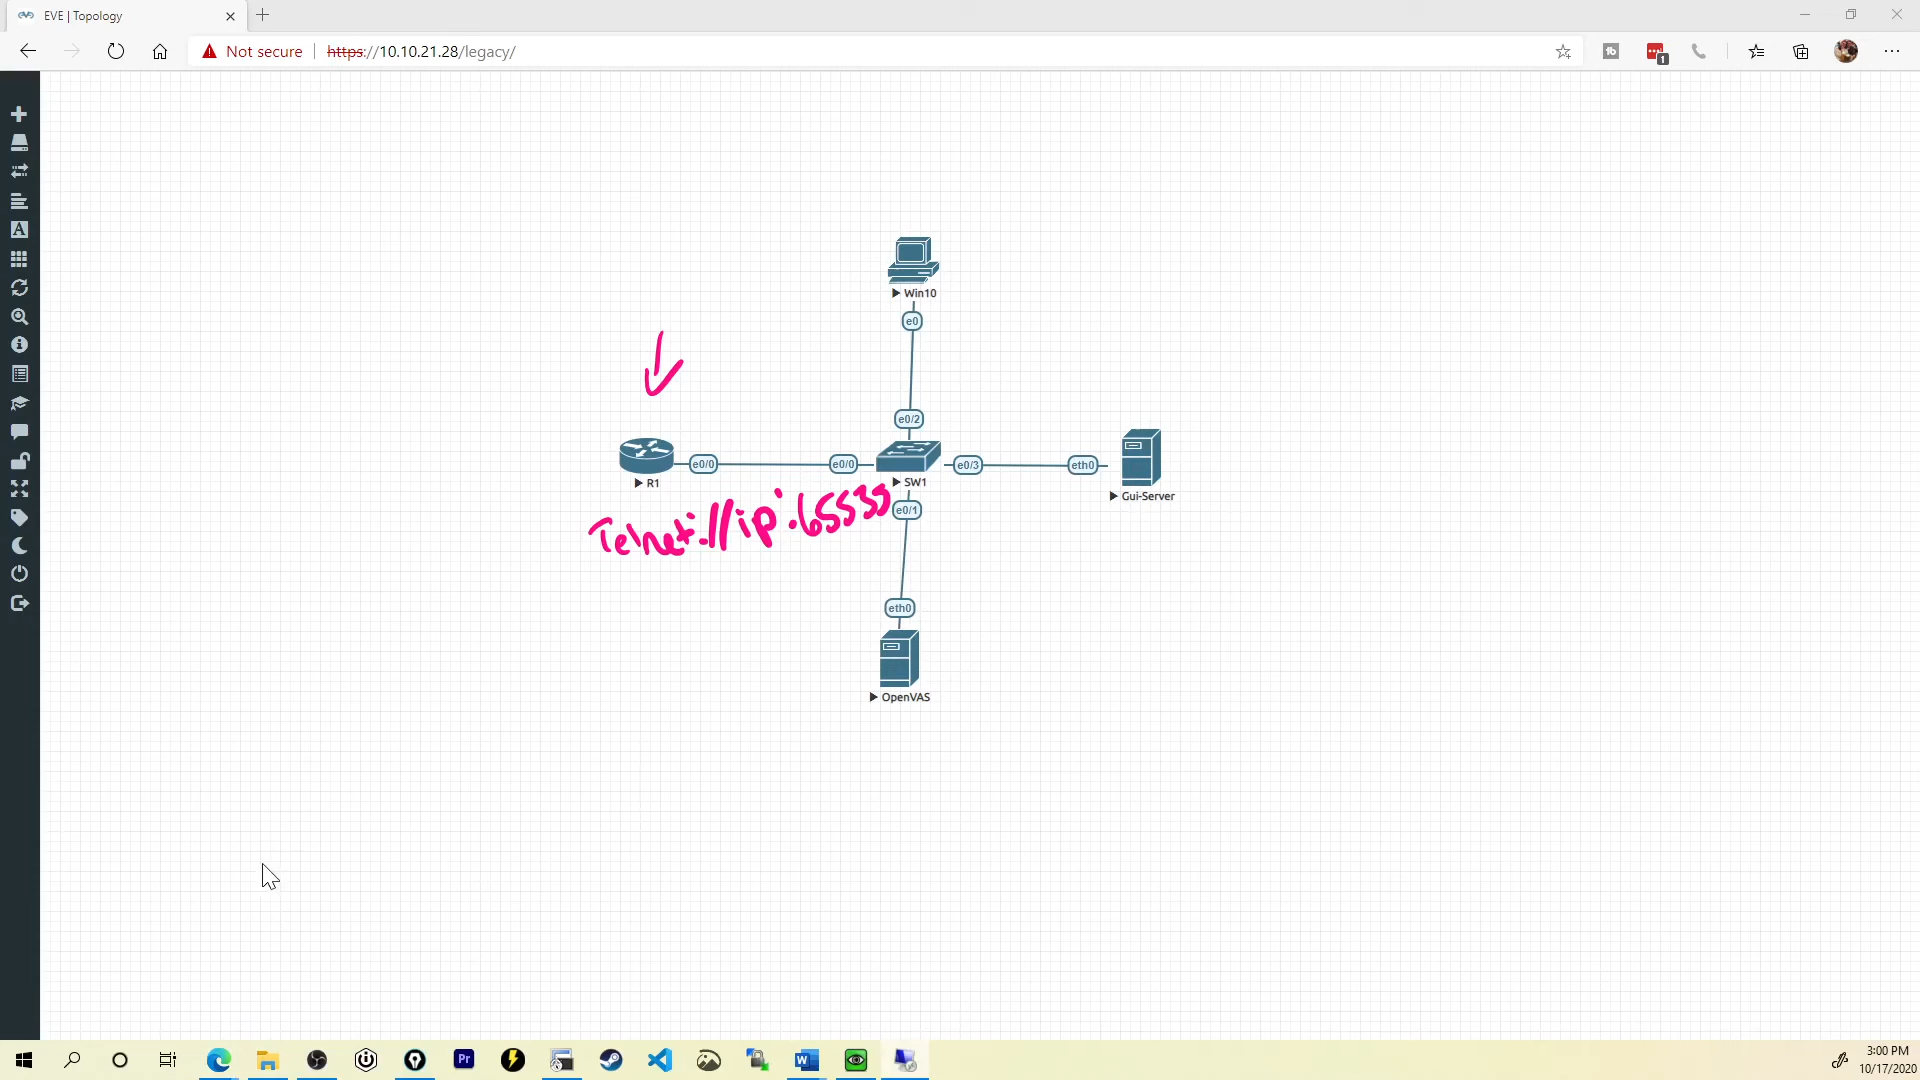 EVE | Topology
Not secure
https://10.10.21.28/legacy/
1
Win10
e0
e0/2
R1
e0/0
e0/0
SW1
e0/3
eth0
Gui-Server
Telnet://ip:65535
e0/1
eth0
OpenVAS
3:00 PM
10/17/2020